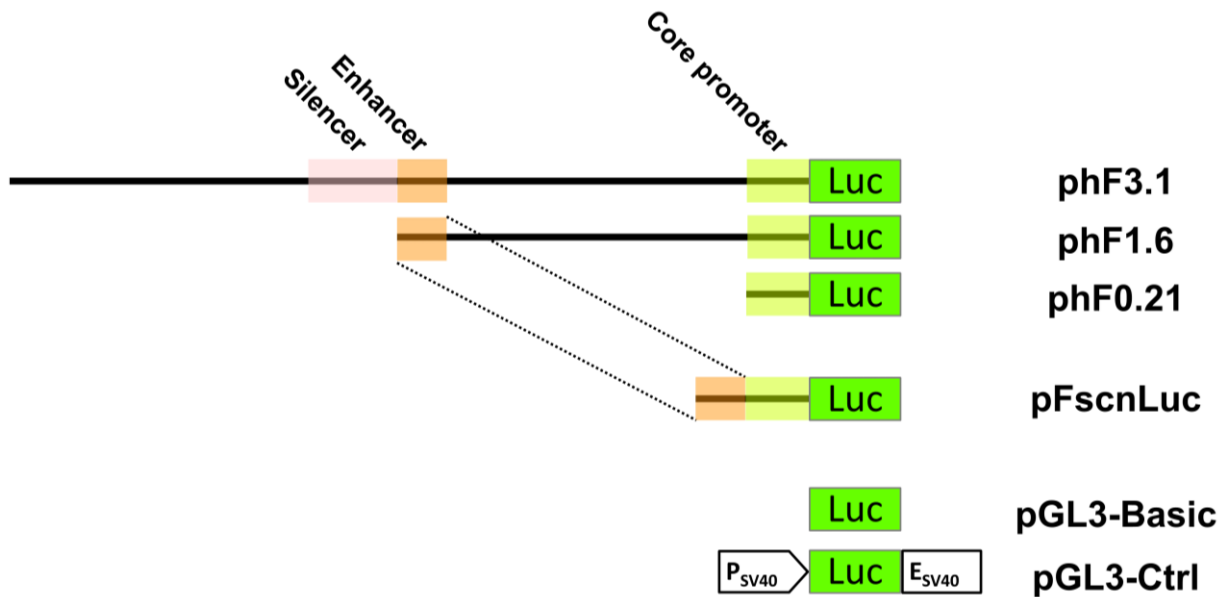 Silencer
Enhancer
Core promoter
Luc phF3.1
Luc phF1.6
Luc phF0.21
Luc pFscnLuc
Luc pGL3-Basic
PSV40 Luc ESV40 pGL3-Ctrl